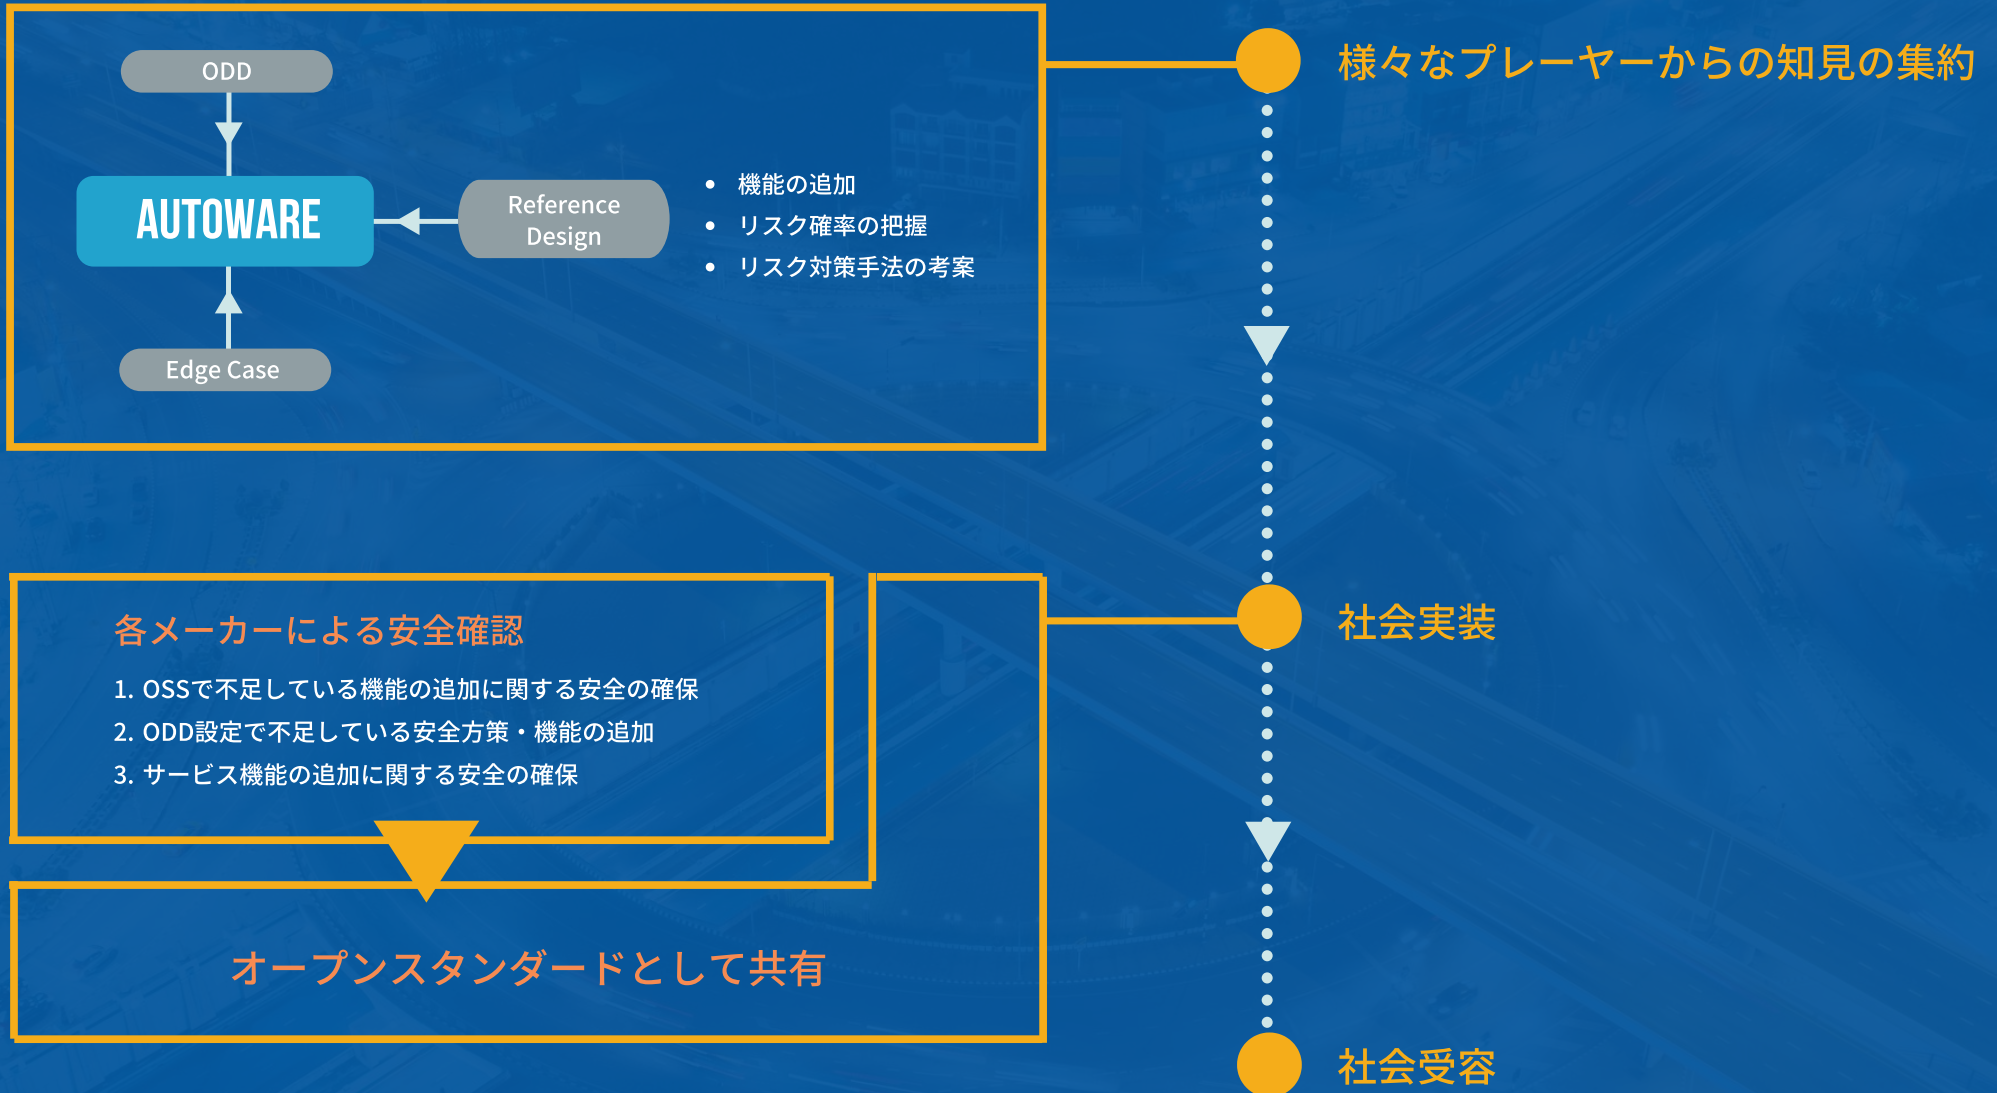 ODD
AUTOWARE
Reference
Design
Edge Case
• 機能の追加
• リスク確率の把握
• リスク対策手法の考案
様々なプレーヤーからの知見の集約
各メーカーによる安全確認
1. OSSで不足している機能の追加に関する安全の確保
2. ODD設定で不足している安全方策・機能の追加
3. サービス機能の追加に関する安全の確保
オープンスタンダードとして共有
社会実装
社会受容